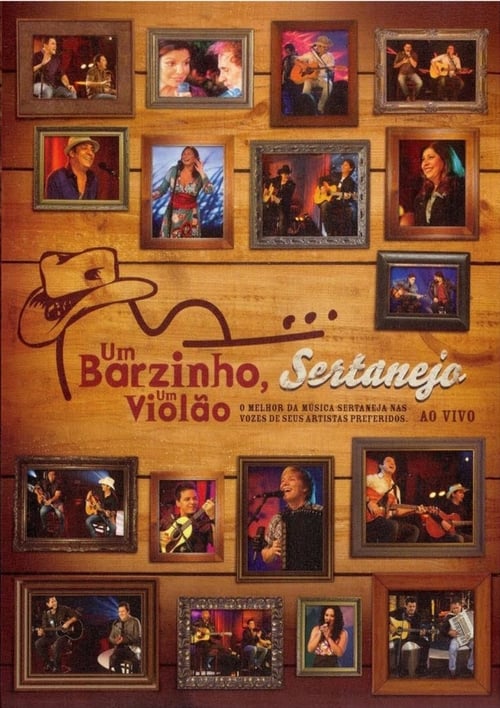 Um
Barzinho,
Um
Violão
Sertanejo
O MELHOR DA MÚSICA SERTANEJA NAS
VOZES DE SEUS ARTISTAS PREFERIDOS.
AO VIVO